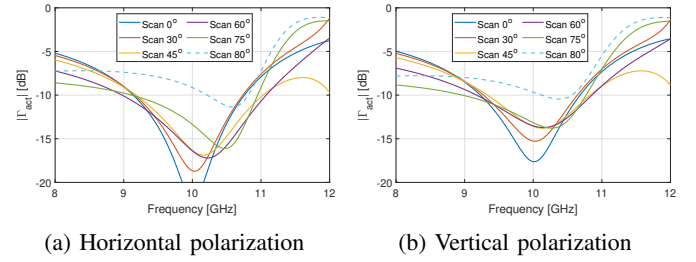 0
-5
-10
-15
-20
|Γact| [dB]
Scan 0° Scan 60°
Scan 30° Scan 75°
Scan 45° Scan 80°
8 9 10 11 12
Frequency [GHz]
(a) Horizontal polarization
0
-5
-10
-15
-20
|Γact| [dB]
Scan 0° Scan 60°
Scan 30° Scan 75°
Scan 45° Scan 80°
8 9 10 11 12
Frequency [GHz]
(b) Vertical polarization